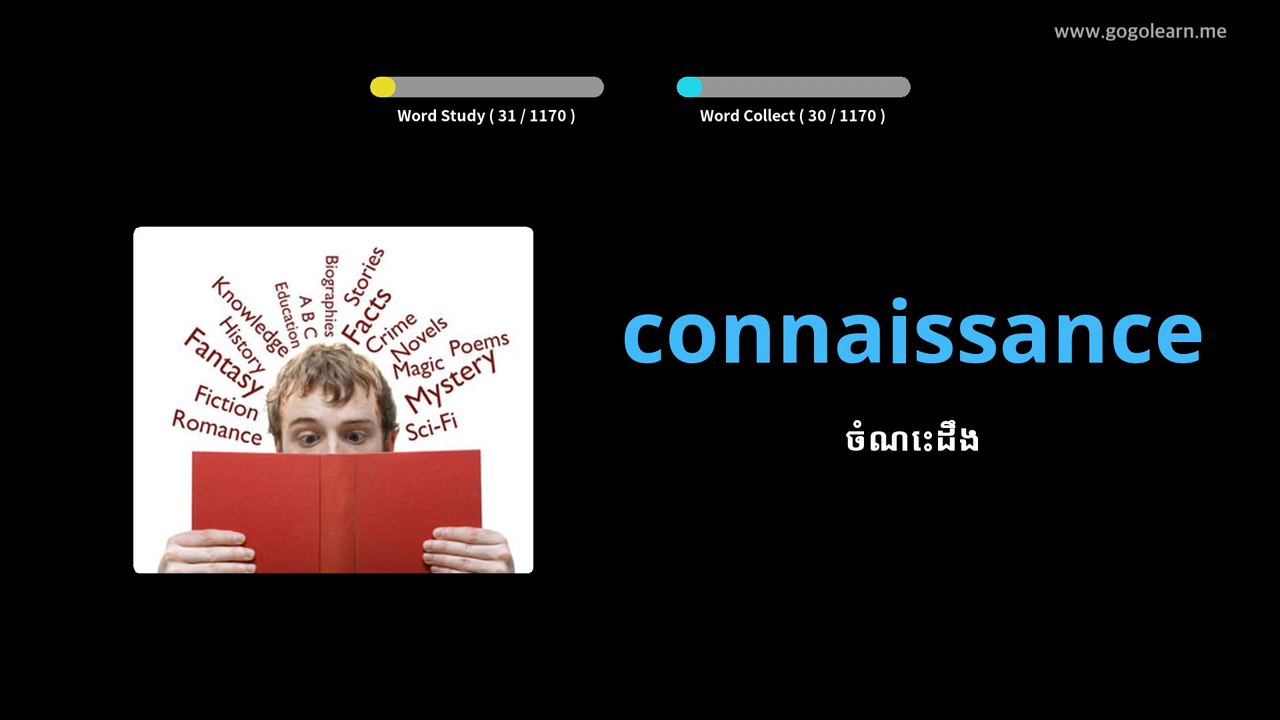 www.gogolearn.me
Word Study ( 31 / 1170 )
Word Collect ( 30 / 1170 )
Knowledge
Education
A B C
Biographies
Stories
Facts
Crime
Novels
Poems
Magic
Mystery
Sci-Fi
History
Fantasy
Fiction
Romance
connaissance
ចំណេះដឹង